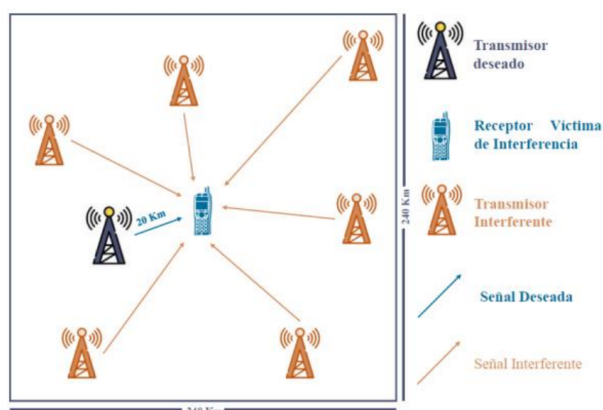 Transmisor
deseado
Receptor Víctima
de Interferencia
20 Km
240 Km
Transmisor
Interferente
Señal Deseada
Señal Interferente